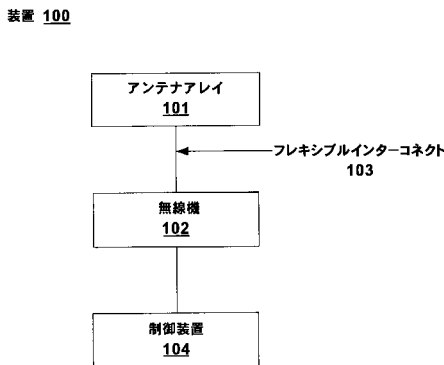 装置 100
アンテナアレイ
101
フレキシブルインターコネクト
103
無線機
102
制御装置
104